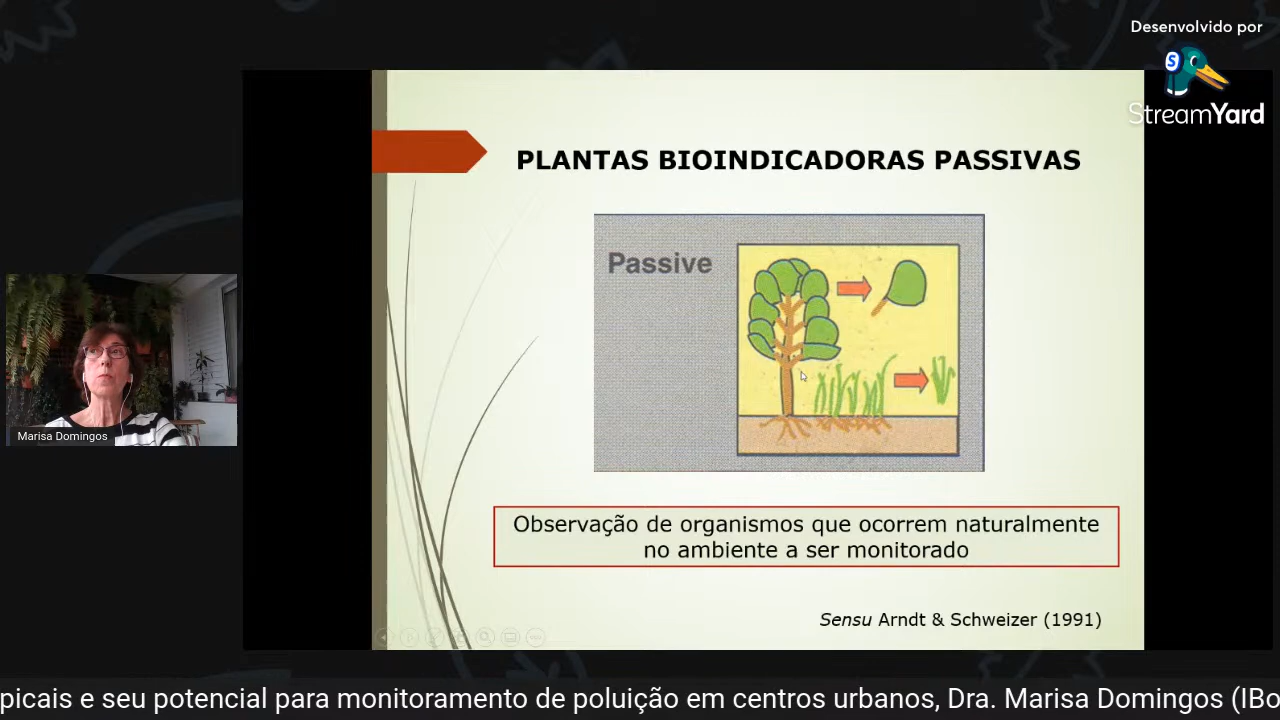 Desenvolvido por
StreamYard
PLANTAS BIOINDICADORAS PASSIVAS
Passive
Marisa Domingos
Observação de organismos que ocorrem naturalmente
no ambiente a ser monitorado
Sensu Arndt & Schweizer (1991)
picais e seu potencial para monitoramento de poluição em centros urbanos, Dra. Marisa Domingos (IBo